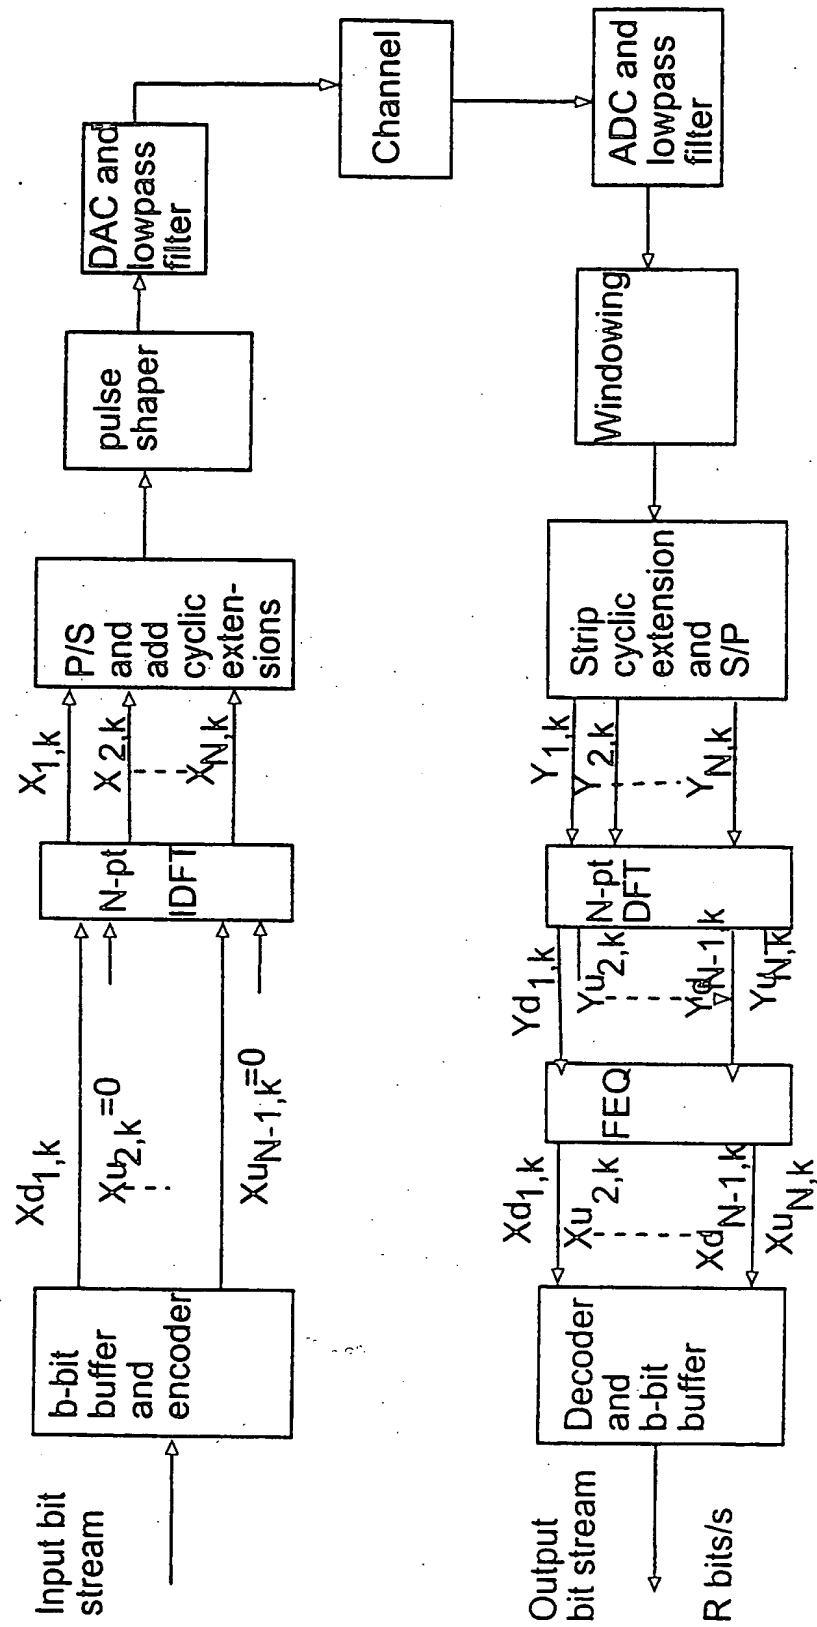 Input bit
stream
b-bit
buffer
and
encoder
Xd1,k
Xu2,k=0
XuN-1,k=0
N-pt
IDFT
X1,k
X2,k
XN,k
P/S
and
add
cyclic
exten-
sions
pulse
shaper
DAC and
lowpass
filter
Channel
ADC and
lowpass
filter
Windowing
Strip
cyclic
extension
and
S/P
Y1,k
Y2,k
YN,k
N-pt
DFT
Yd1,k
Yu2,k
YdN-1,k
YuN,k
FEQ
Xd1,k
Xu2,k
XdN-1,k
XuN,k
Decoder
and
b-bit
buffer
Output
bit stream
R bits/s